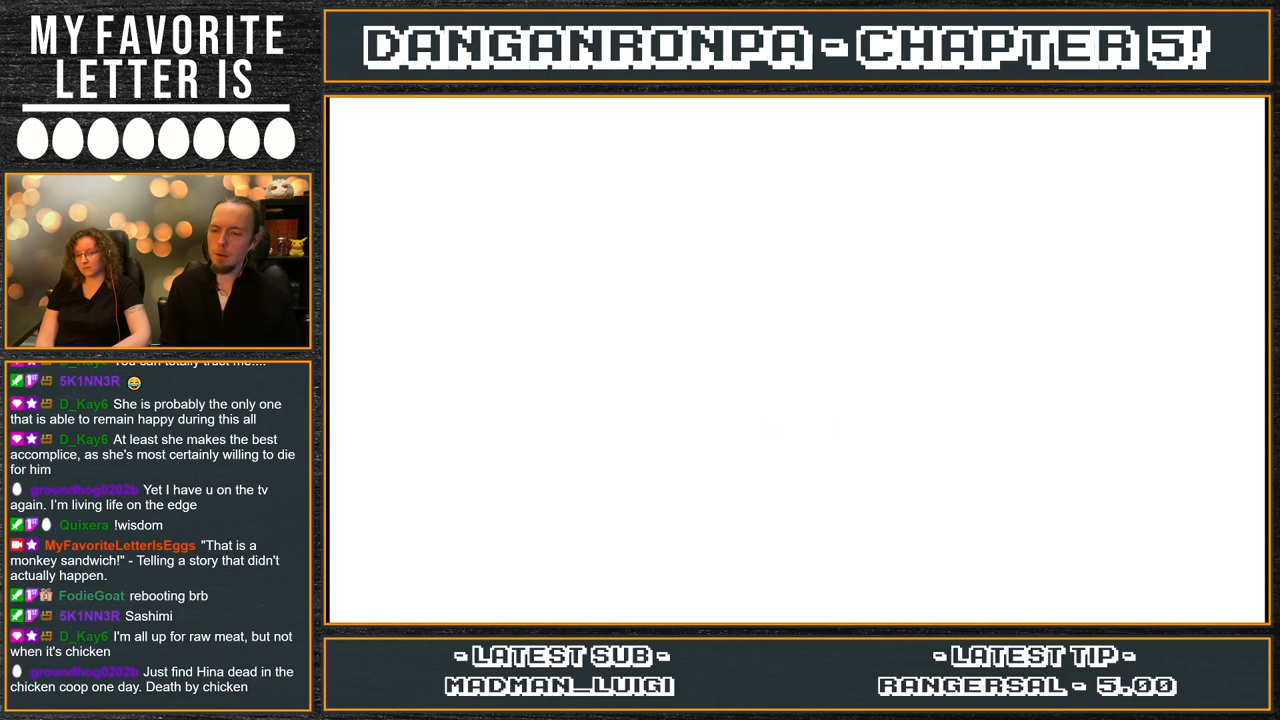 MY FAVORITE
LETTER IS
DANGANRONPA - CHAPTER 5!
5K1NN3R 😂
D_Kay6 She is probably the only one
that is able to remain happy during this all
D_Kay6 At least she makes the best
accomplice, as she's most certainly willing to die
for him
groundhog0202b Yet I have u on the tv
again. I'm living life on the edge
Quixera !wisdom
MyFavoriteLetterIsEggs "That is a
monkey sandwich!" - Telling a story that didn't
actually happen.
FodieGoat rebooting brb
5K1NN3R Sashimi
D_Kay6 I'm all up for raw meat, but not
when it's chicken
groundhog0202b Just find Hina dead in the
chicken coop one day. Death by chicken
- LATEST SUB -
MADMAN_LUIGI
- LATEST TIP -
RANGERSAL - 5.00